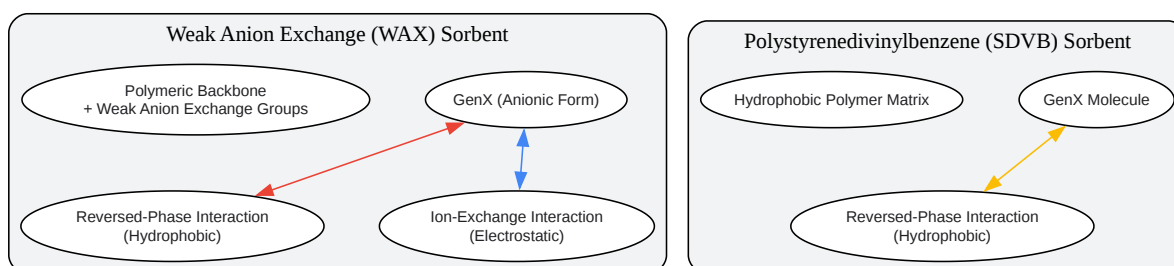 Weak Anion Exchange (WAX) Sorbent
Polymeric Backbone
+ Weak Anion Exchange Groups
GenX (Anionic Form)
Reversed-Phase Interaction
(Hydrophobic)
Ion-Exchange Interaction
(Electrostatic)
Polystyrenedivinylbenzene (SDVB) Sorbent
Hydrophobic Polymer Matrix
GenX Molecule
Reversed-Phase Interaction
(Hydrophobic)